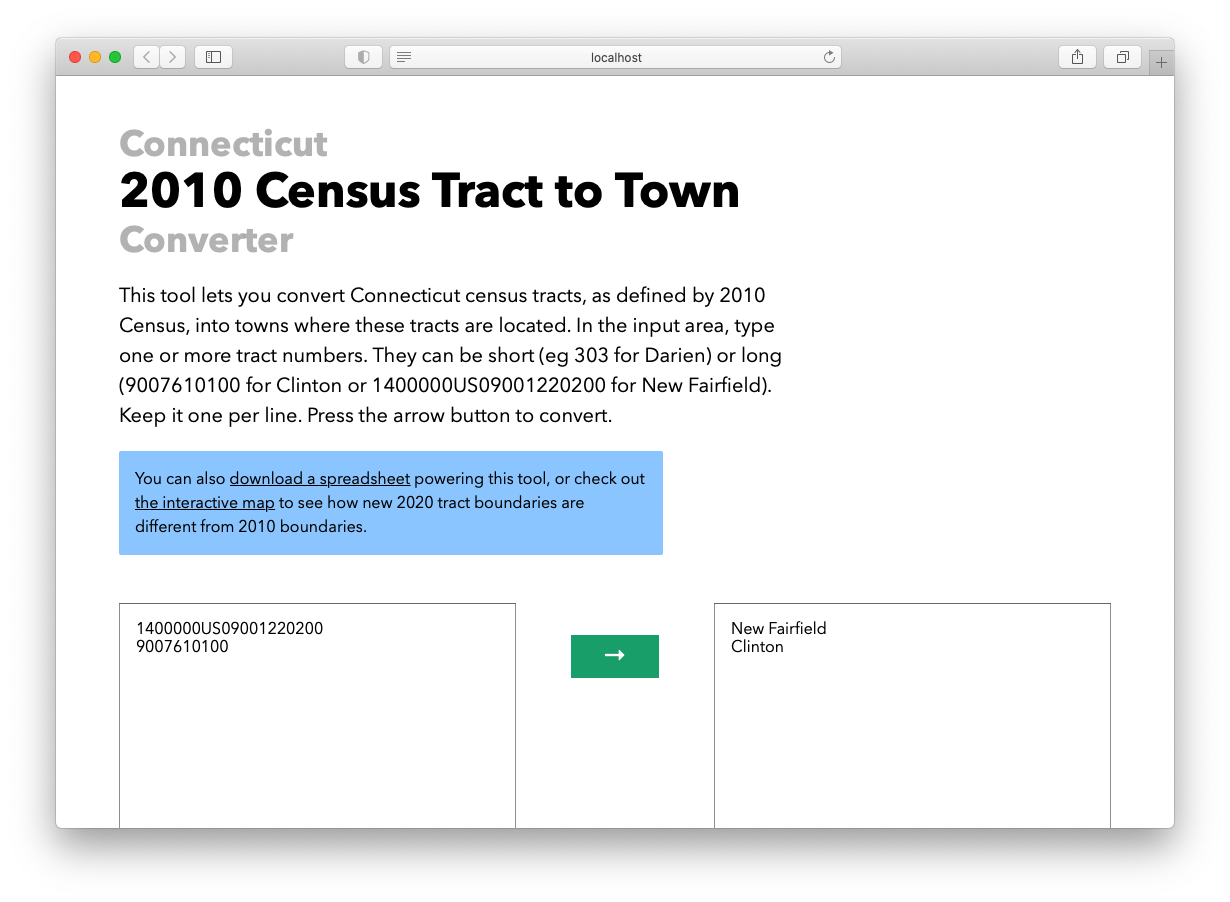 localhost
Connecticut
2010 Census Tract to Town
Converter
This tool lets you convert Connecticut census tracts, as defined by 2010
Census, into towns where these tracts are located. In the input area, type
one or more tract numbers. They can be short (eg 303 for Darien) or long
(9007610100 for Clinton or 1400000US09001220200 for New Fairfield).
Keep it one per line. Press the arrow button to convert.
You can also download a spreadsheet powering this tool, or check out
the interactive map to see how new 2020 tract boundaries are
different from 2010 boundaries.
1400000US09001220200
9007610100
→
New Fairfield
Clinton